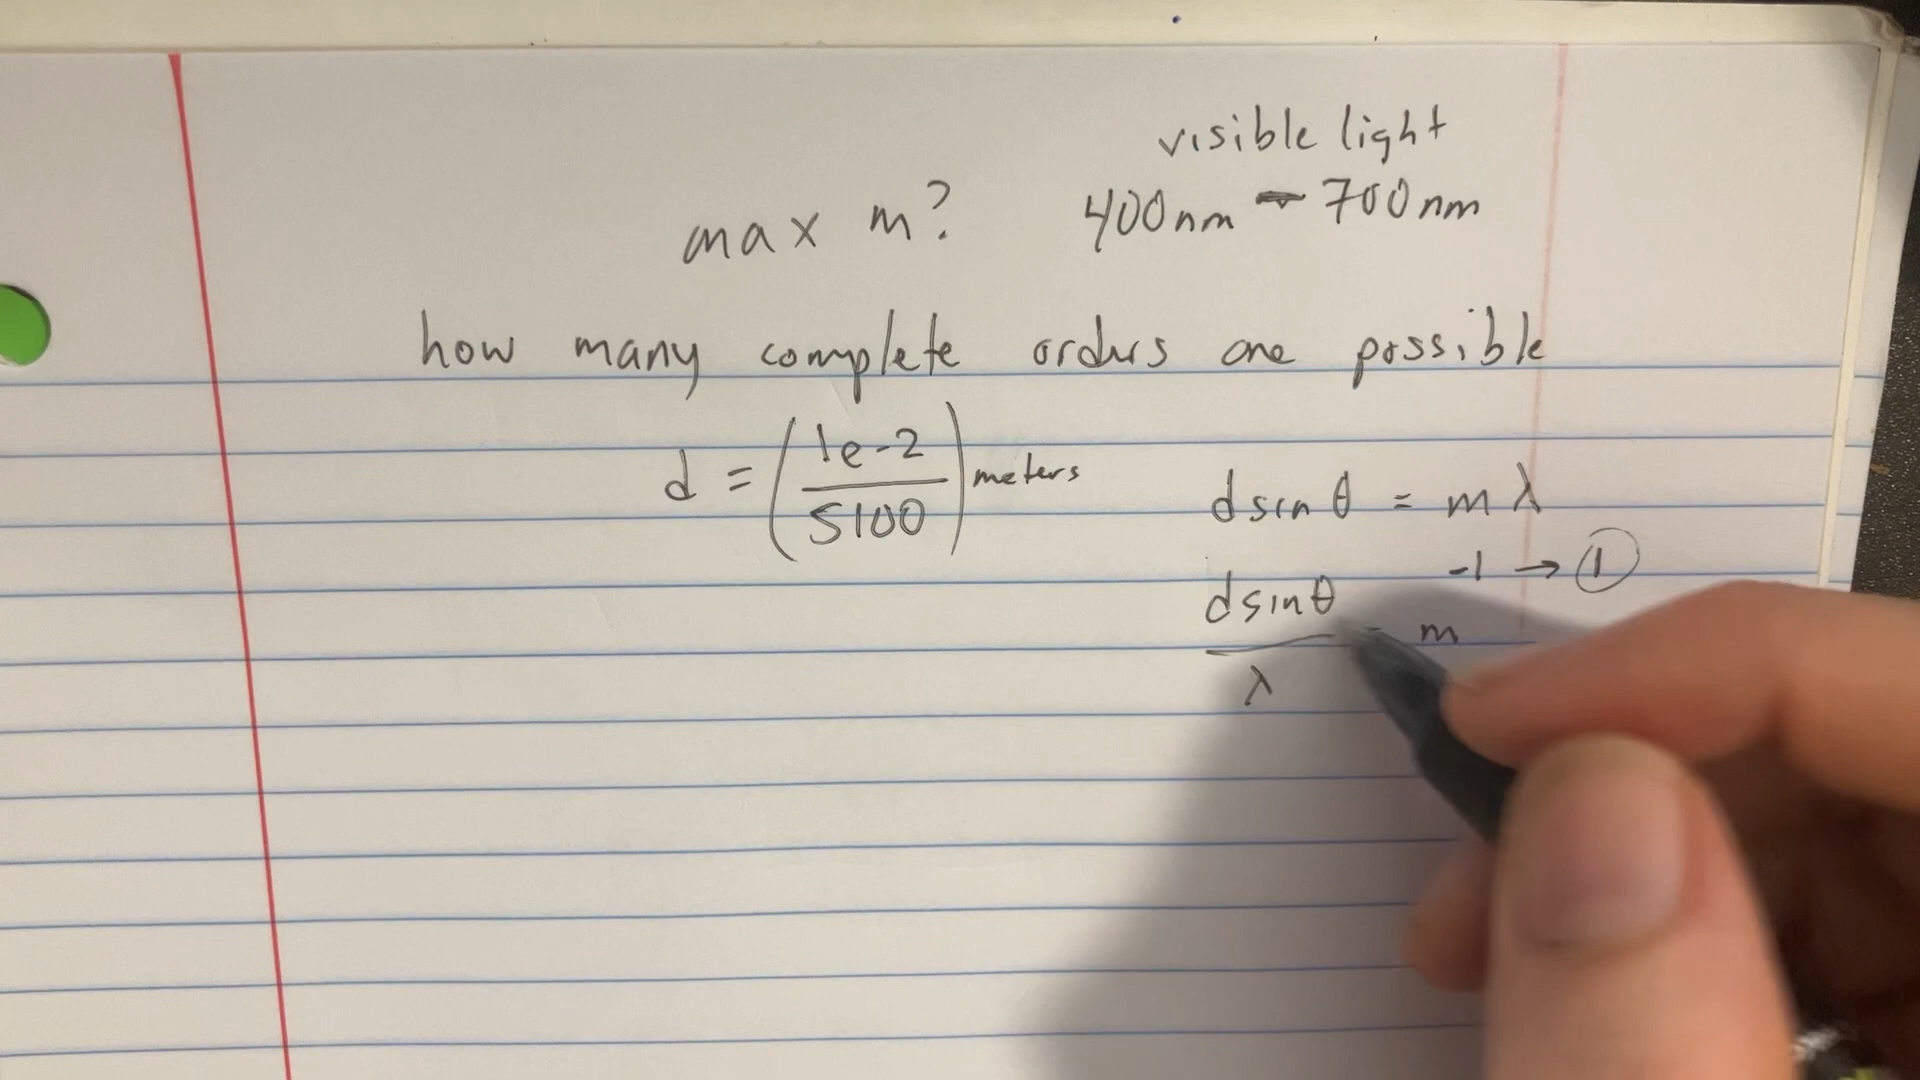 visible light
max m? 400nm - 700nm
how many complete orders are possible
d = (1e-2 / 5100) meters
d sin θ = m λ
-1 → ①
d sin θ / λ = m